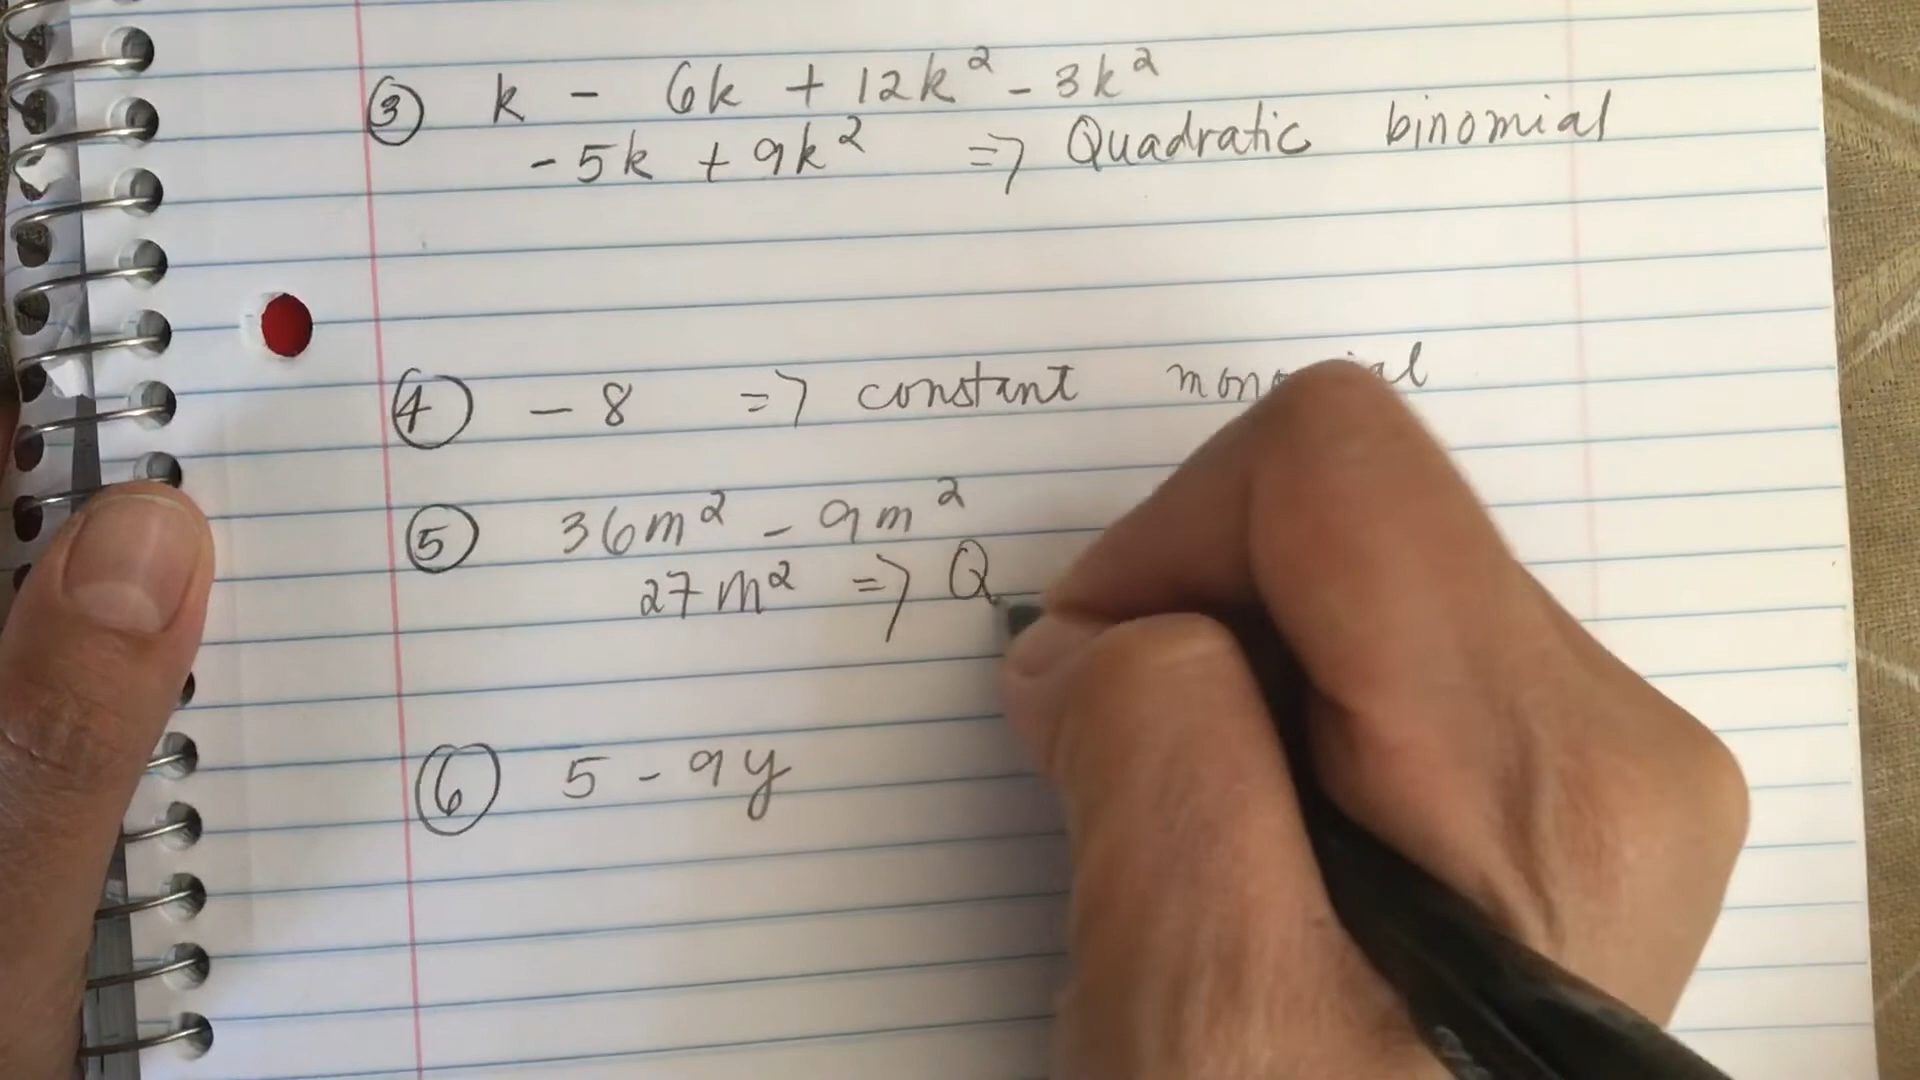 ③ k - 6k + 12k² - 3k²
-5k + 9k² => Quadratic binomial
④ -8 => constant
⑤ 36m² - 9m²
27m² => Q
⑥ 5 - 9y